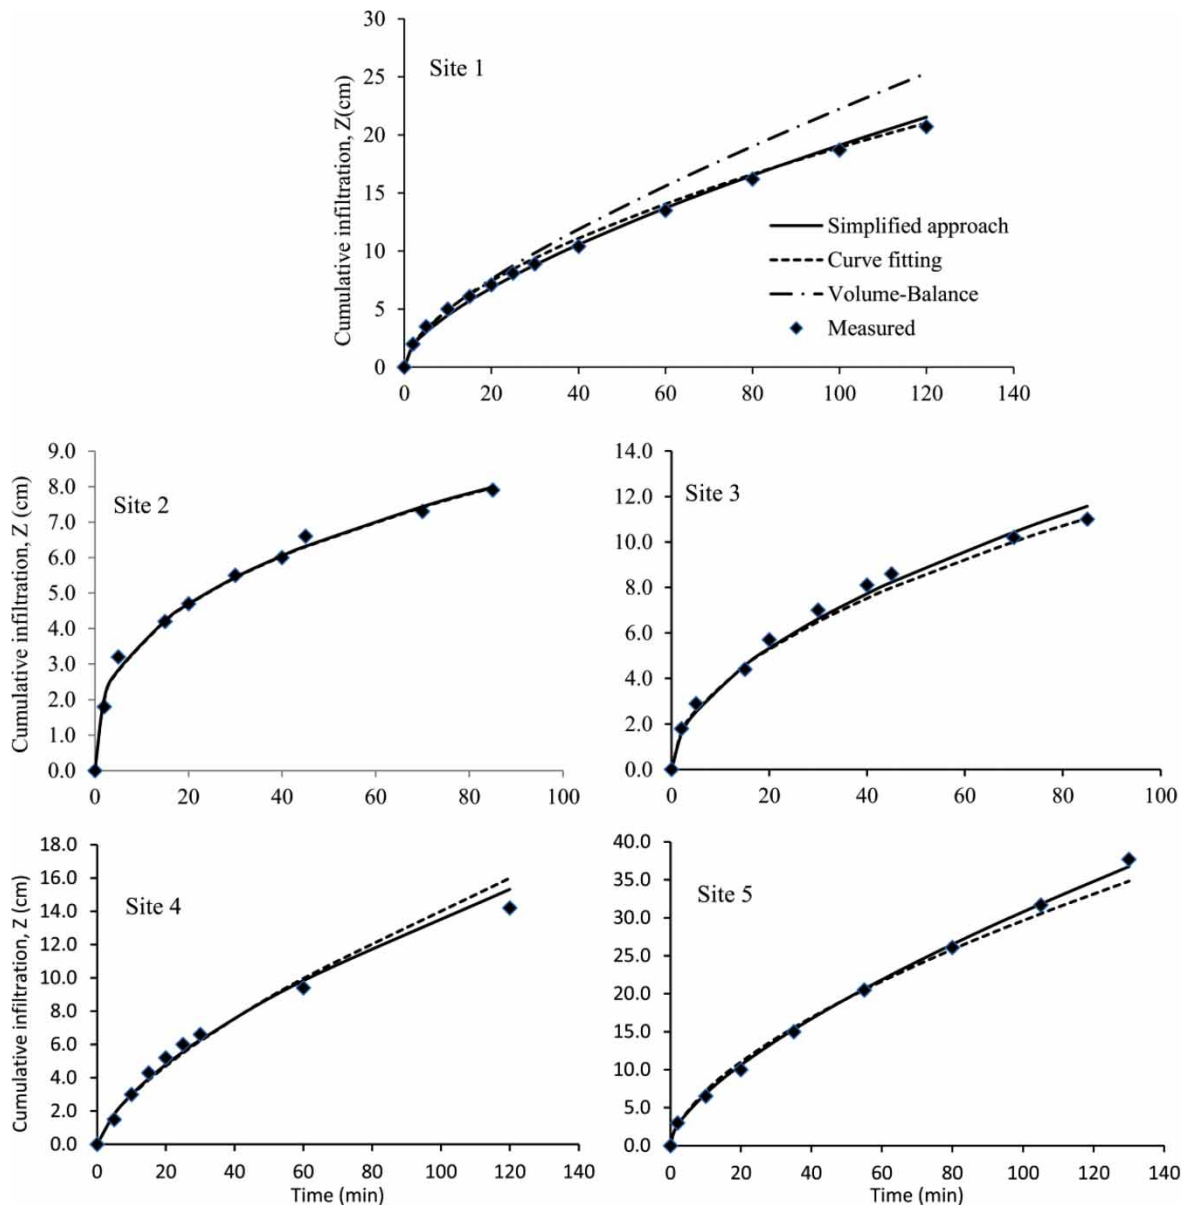 30
25
20
15
10
5
0
Cumulative infiltration, Z(cm)
Site 1
Simplified approach
Curve fitting
Volume-Balance
Measured
0 20 40 60 80 100 120 140
9.0
8.0
7.0
6.0
5.0
4.0
3.0
2.0
1.0
0.0
Cumulative infiltration, Z (cm)
Site 2
0 20 40 60 80 100
14.0
12.0
10.0
8.0
6.0
4.0
2.0
0.0
Site 3
0 20 40 60 80 100
18.0
16.0
14.0
12.0
10.0
8.0
6.0
4.0
2.0
0.0
Cumulative infiltration, Z (cm)
Site 4
0 20 40 60 80 100 120 140
Time (min)
40.0
35.0
30.0
25.0
20.0
15.0
10.0
5.0
0.0
Site 5
0 20 40 60 80 100 120 140
Time (min)